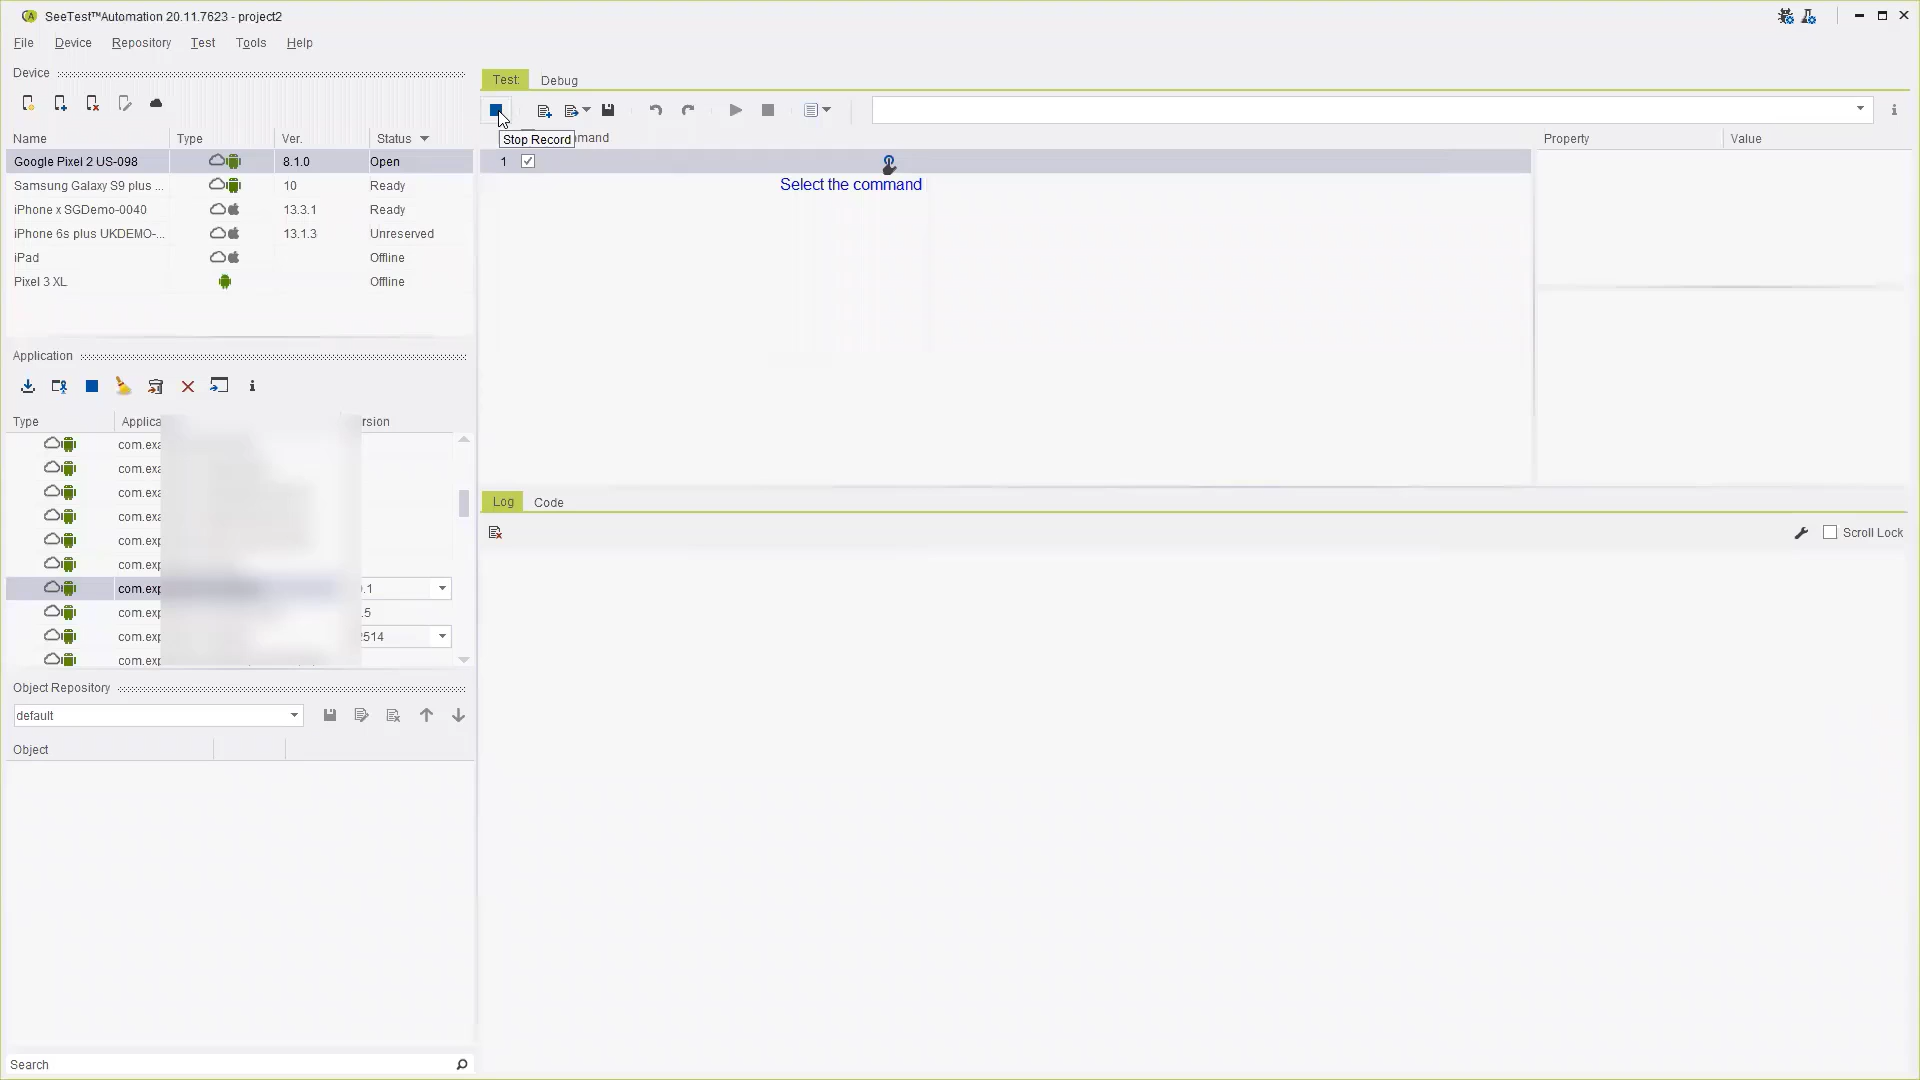 SeeTest™Automation 20.11.7623 - project2
File Device Repository Test Tools Help
Device
Name Type Ver. Status
Google Pixel 2 US-098 8.1.0 Open
Samsung Galaxy S9 plus ... 10 Ready
iPhone x SGDemo-0040 13.3.1 Ready
iPhone 6s plus UKDEMO-... 13.1.3 Unreserved
iPad Offline
Pixel 3 XL Offline
Application
Type Applica rsion
com.exa
com.exa
com.exa
com.exa
com.exp
com.exp
com.exp .1
com.exp .5
com.exp 2514
com.exp
Object Repository
default
Object
Search
Test Debug
Stop Record
mmand
1
Select the command
Property Value
Log Code
Scroll Lock